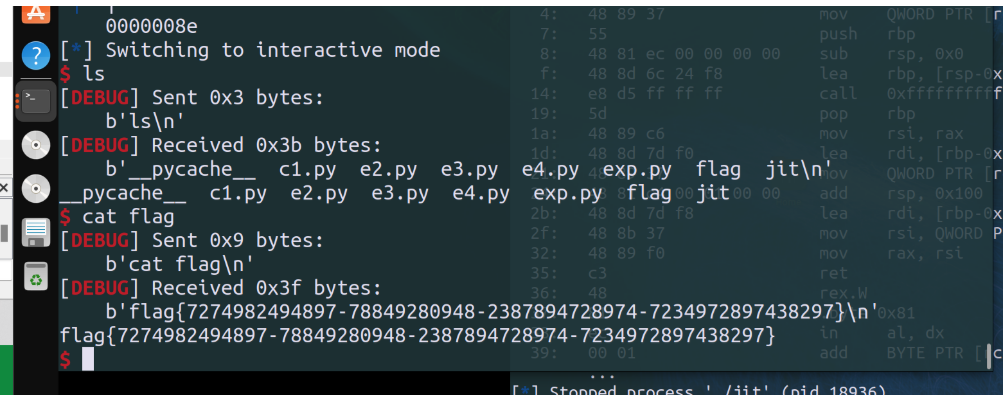 0000008e
[*] Switching to interactive mode
$ ls
[DEBUG] Sent 0x3 bytes:
b'ls\n'
[DEBUG] Received 0x3b bytes:
b'__pycache__  c1.py  e2.py  e3.py  e4.py  exp.py  flag  jit\n'
__pycache__  c1.py  e2.py  e3.py  e4.py  exp.py  flag  jit
$ cat flag
[DEBUG] Sent 0x9 bytes:
b'cat flag\n'
[DEBUG] Received 0x3f bytes:
b'flag{7274982494897-78849280948-2387894728974-7234972897438297}\n'
flag{7274982494897-78849280948-2387894728974-7234972897438297}
$
4: 48 89 37 mov QWORD PTR [r
7: 55 push rbp
8: 48 81 ec 00 00 00 00 sub rsp, 0x0
f: 48 8d 6c 24 f8 lea rbp, [rsp-0x
14: e8 d5 ff ff ff call 0xffffffffff
19: 5d pop rbp
1a: 48 89 c6 mov rsi, rax
1d: 48 8d 7d f0 lea rdi, [rbp-0x
mov QWORD PTR [r
00 00 add rsp, 0x100
2b: 48 8d 7d f8 lea rdi, [rbp-0x
2f: 48 8b 37 mov rsi, QWORD P
32: 48 89 f0 mov rax, rsi
35: c3 ret
36: 48 rex.W
0x81
in al, dx
39: 00 01 add BYTE PTR [
...
[*] Stopped process './jit' (pid 18936)